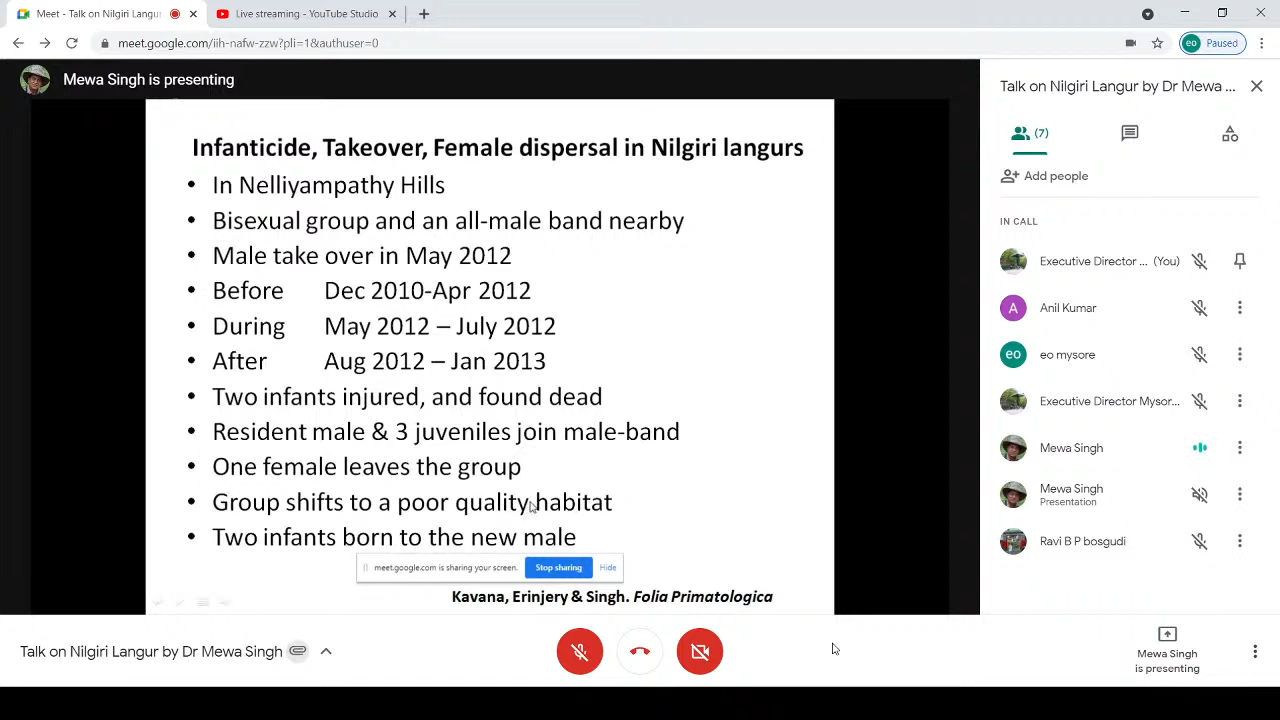 Meet - Talk on Nilgiri Langur
Live streaming - YouTube Studio
meet.google.com/iih-nafw-zzw?pli=1&authuser=0
eo Paused
Mewa Singh is presenting
Infanticide, Takeover, Female dispersal in Nilgiri langurs
• In Nelliyampathy Hills
• Bisexual group and an all-male band nearby
• Male take over in May 2012
• Before Dec 2010-Apr 2012
• During May 2012 – July 2012
• After Aug 2012 – Jan 2013
• Two infants injured, and found dead
• Resident male & 3 juveniles join male-band
• One female leaves the group
• Group shifts to a poor quality habitat
• Two infants born to the new male
meet.google.com is sharing your screen. Stop sharing Hide
Kavana, Erinjery & Singh. Folia Primatologica
Talk on Nilgiri Langur by Dr Mewa ...
(7)
Add people
IN CALL
Executive Director ... (You)
A Anil Kumar
eo eo mysore
Executive Director Mysor...
Mewa Singh
Mewa Singh
Presentation
Ravi B P bosgudi
Talk on Nilgiri Langur by Dr Mewa Singh
Mewa Singh
is presenting